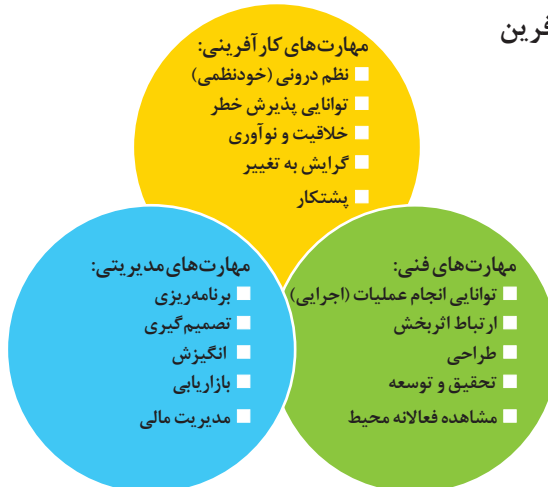 فرین
مهارت‌های کارآفرینی:
نظم درونی (خودنظمی)
توانایی پذیرش خطر
خلاقیت و نوآوری
گرایش به تغییر
پشتکار
مهارت‌های فنی:
توانایی انجام عملیات (اجرایی)
ارتباط اثربخش
طراحی
تحقیق و توسعه
مشاهده فعالانه محیط
مهارت‌های مدیریتی:
برنامه‌ریزی
تصمیم‌گیری
انگیزش
بازاریابی
مدیریت مالی